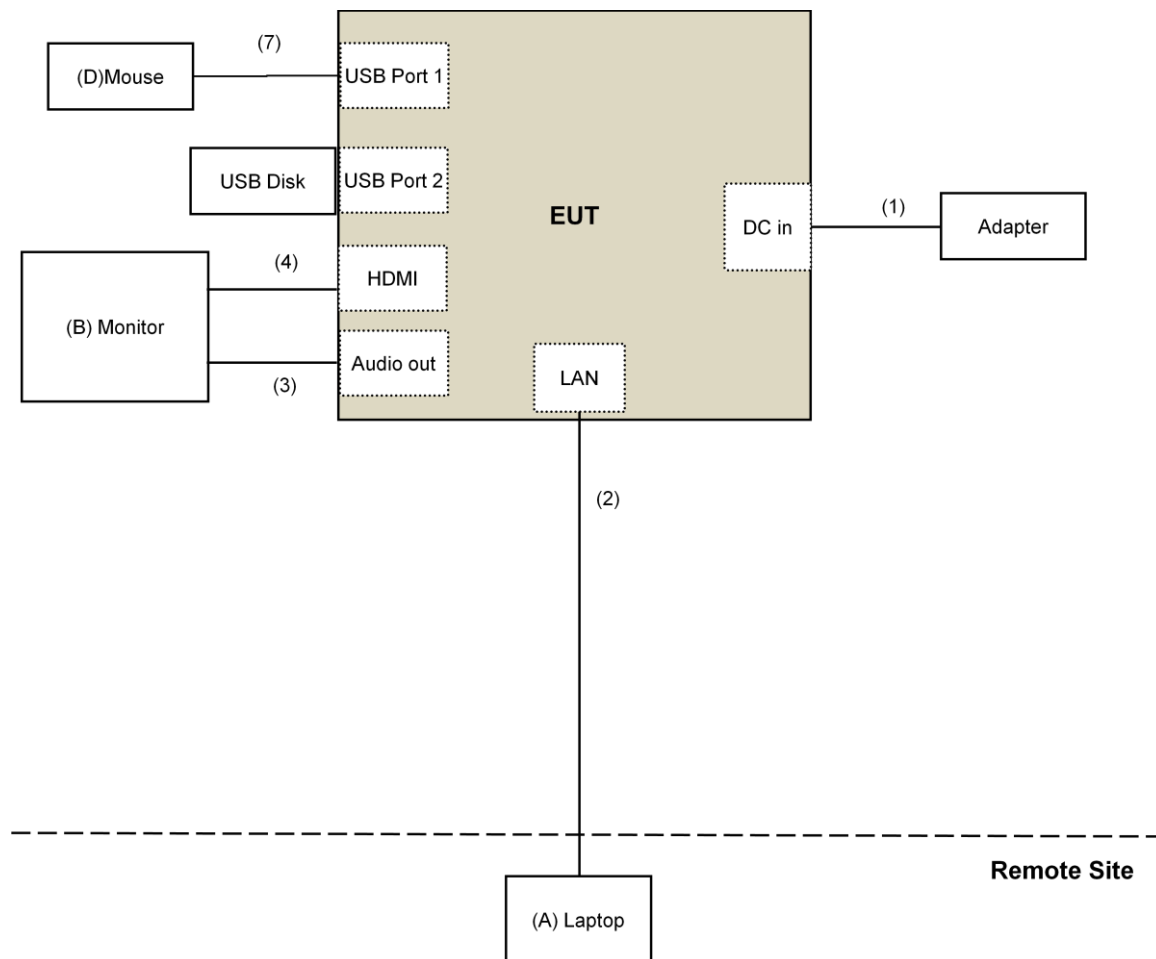 (7)
(D)Mouse
USB Port 1
USB Disk
USB Port 2
EUT
(1)
DC in
Adapter
(4)
HDMI
(B) Monitor
Audio out
(3)
LAN
(2)
Remote Site
(A) Laptop